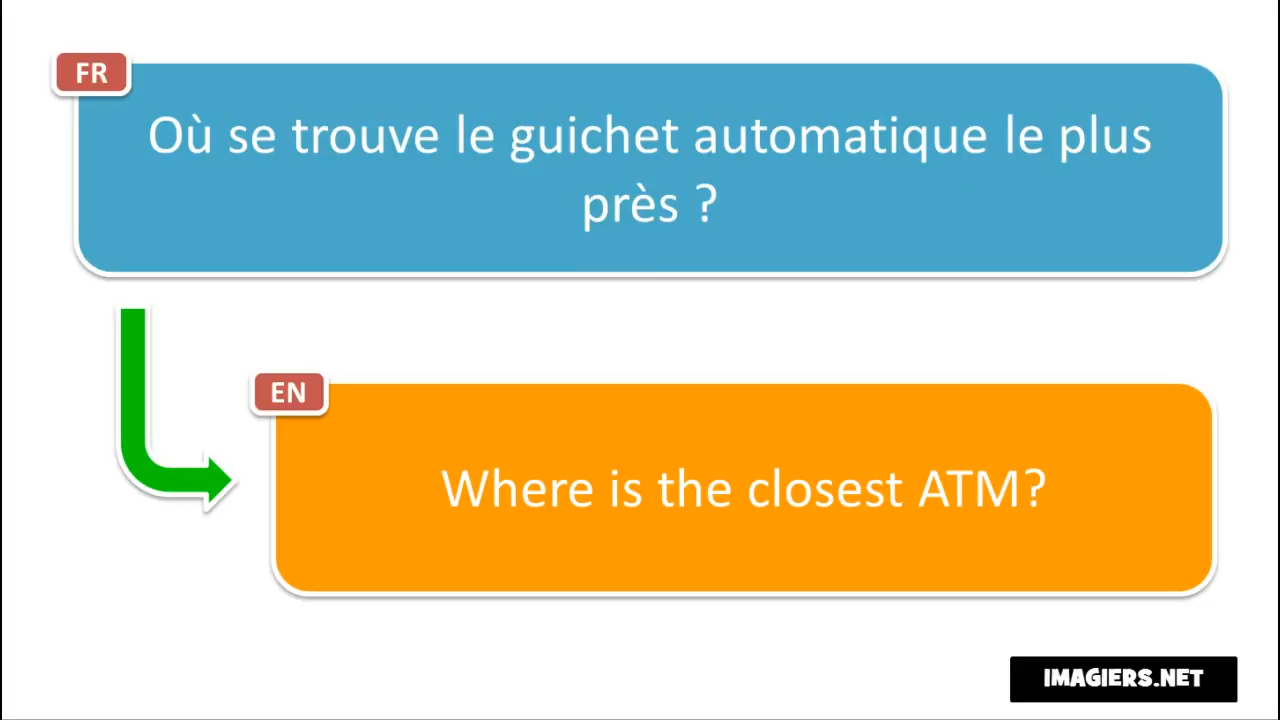 FR
Où se trouve le guichet automatique le plus
près ?
EN
Where is the closest ATM?
IMAGIERS.NET